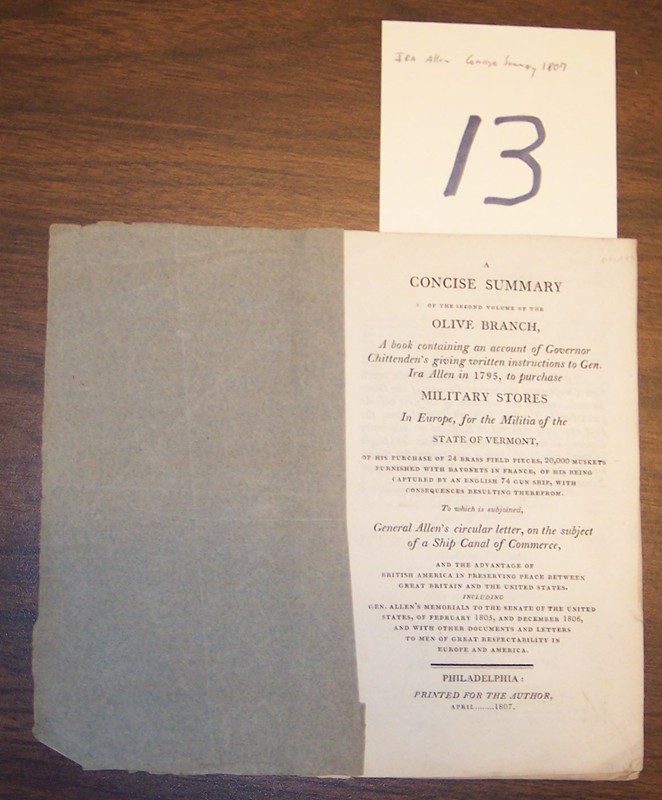 Ira Allen Concise Summary 1807
13
A
CONCISE SUMMARY
OF THE SECOND VOLUME OF THE
OLIVE BRANCH,
A book containing an account of Governor
Chittenden's giving written instructions to Gen.
Ira Allen in 1795, to purchase
MILITARY STORES
In Europe, for the Militia of the
STATE OF VERMONT,
OF HIS PURCHASE OF 24 BRASS FIELD PIECES, 20,000 MUSKETS
FURNISHED WITH BAYONETS IN FRANCE, OF HIS BEING
CAPTURED BY AN ENGLISH 74 GUN SHIP, WITH
CONSEQUENCES RESULTING THEREFROM.
To which is subjoined,
General Allen's circular letter, on the subject
of a Ship Canal of Commerce,
AND THE ADVANTAGE OF
BRITISH AMERICA IN PRESERVING PEACE BETWEEN
GREAT BRITAIN AND THE UNITED STATES.
INCLUDING
GEN. ALLEN'S MEMORIALS TO THE SENATE OF THE UNITED
STATES, OF FEBRUARY 1805, AND DECEMBER 1806,
AND WITH OTHER DOCUMENTS AND LETTERS
TO MEN OF GREAT RESPECTABILITY IN
EUROPE AND AMERICA.
PHILADELPHIA:
PRINTED FOR THE AUTHOR,
APRIL........1807.